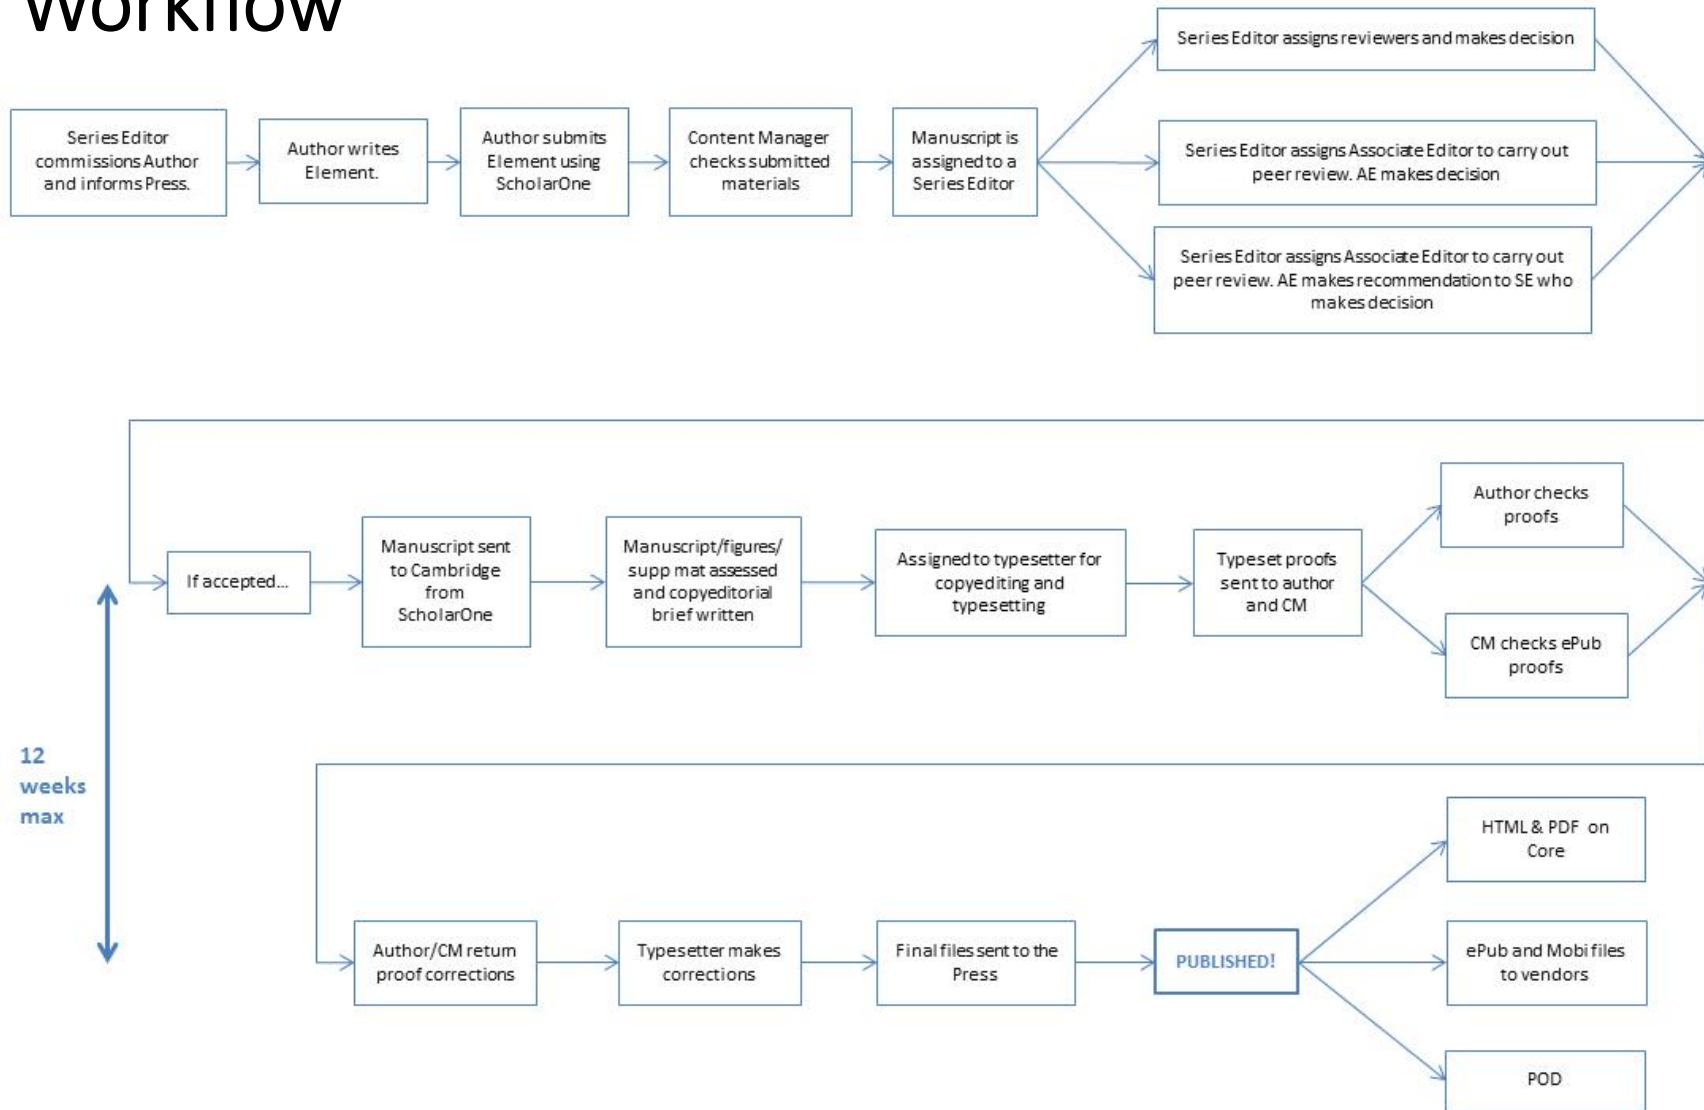 Workflow
Series Editor assigns reviewers and makes decision
Series Editor
commissions Author
and informs Press.
Author writes
Element.
Author submits
Element using
ScholarOne
Content Manager
checks submitted
materials
Manuscript is
assigned to a
Series Editor
Series Editor assigns Associate Editor to carry out
peer review. AE makes decision
Series Editor assigns Associate Editor to carry out
peer review. AE makes recommendation to SE who
makes decision
If accepted...
Manuscript sent
to Cambridge
from
ScholarOne
Manuscript/figures/
supp mat assessed
and copyeditorial
brief written
Assigned to typesetter for
copyediting and
typesetting
Typeset proofs
sent to author
and CM
Author checks
proofs
CM checks ePub
proofs
12
weeks
max
Author/CM return
proof corrections
Typesetter makes
corrections
Final files sent to the
Press
PUBLISHED!
HTML & PDF on
Core
ePub and Mobi files
to vendors
POD